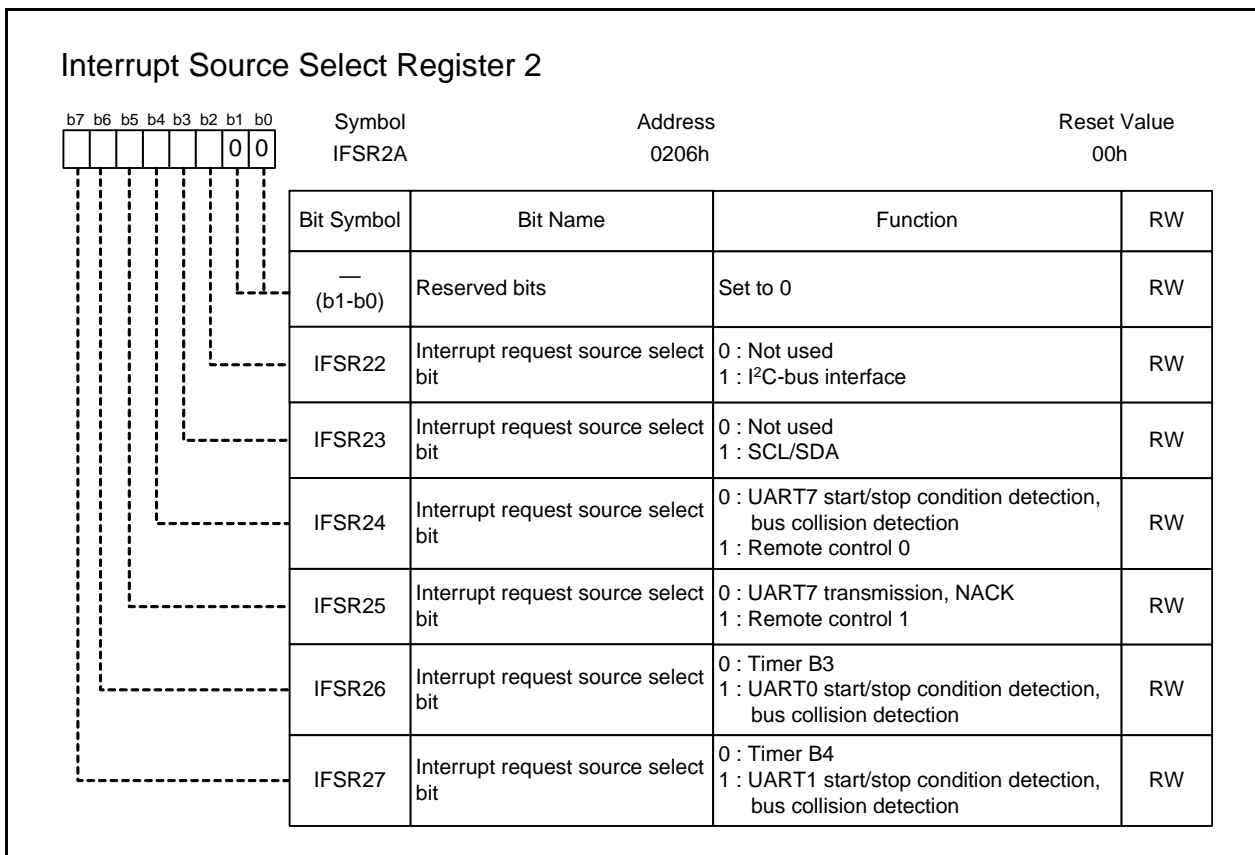 Interrupt Source Select Register 2
b7 b6 b5 b4 b3 b2 b1 b0
0 0
Symbol Address Reset Value
IFSR2A 0206h 00h
Bit Symbol Bit Name Function RW
—
(b1-b0)
Reserved bits Set to 0 RW
IFSR22
Interrupt request source select
bit
0 : Not used
1 : I²C-bus interface
RW
IFSR23
Interrupt request source select
bit
0 : Not used
1 : SCL/SDA
RW
IFSR24
Interrupt request source select
bit
0 : UART7 start/stop condition detection,
bus collision detection
1 : Remote control 0
RW
IFSR25
Interrupt request source select
bit
0 : UART7 transmission, NACK
1 : Remote control 1
RW
IFSR26
Interrupt request source select
bit
0 : Timer B3
1 : UART0 start/stop condition detection,
bus collision detection
RW
IFSR27
Interrupt request source select
bit
0 : Timer B4
1 : UART1 start/stop condition detection,
bus collision detection
RW